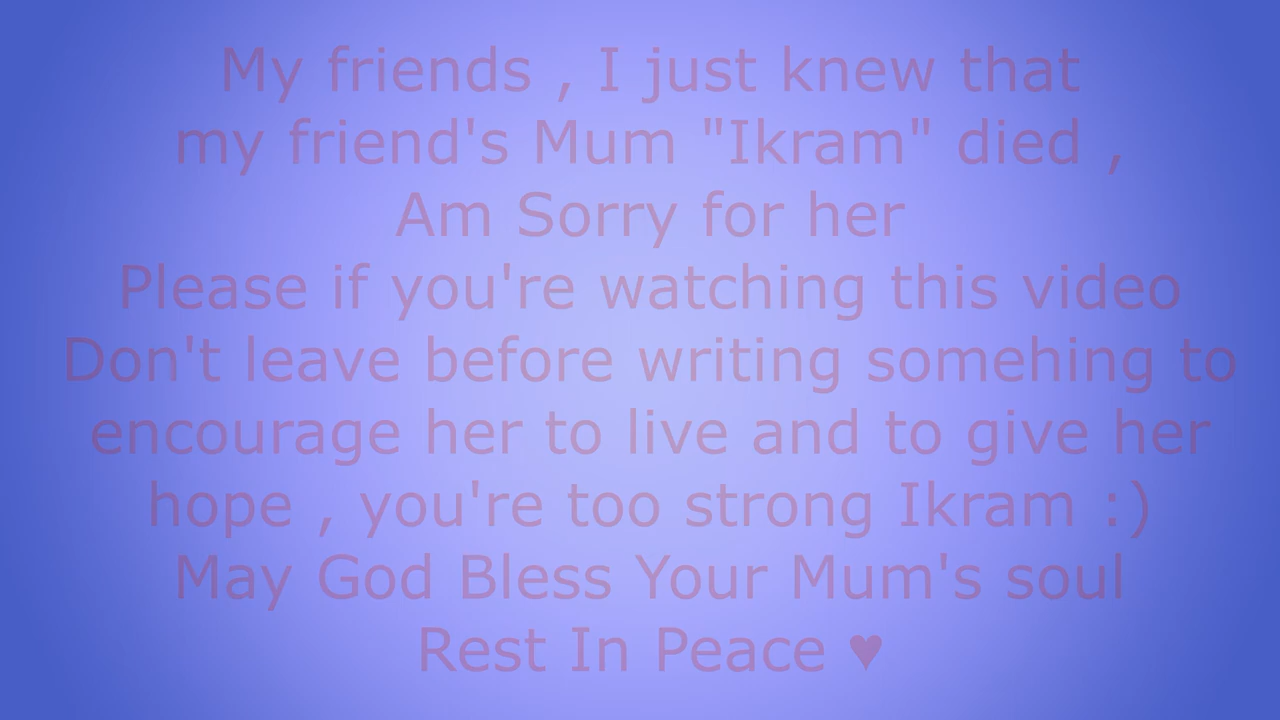 My friends , I just knew that
my friend's Mum "Ikram" died ,
Am Sorry for her
Please if you're watching this video
Don't leave before writing somehing to
encourage her to live and to give her
hope , you're too strong Ikram :)
May God Bless Your Mum's soul
Rest In Peace ♥